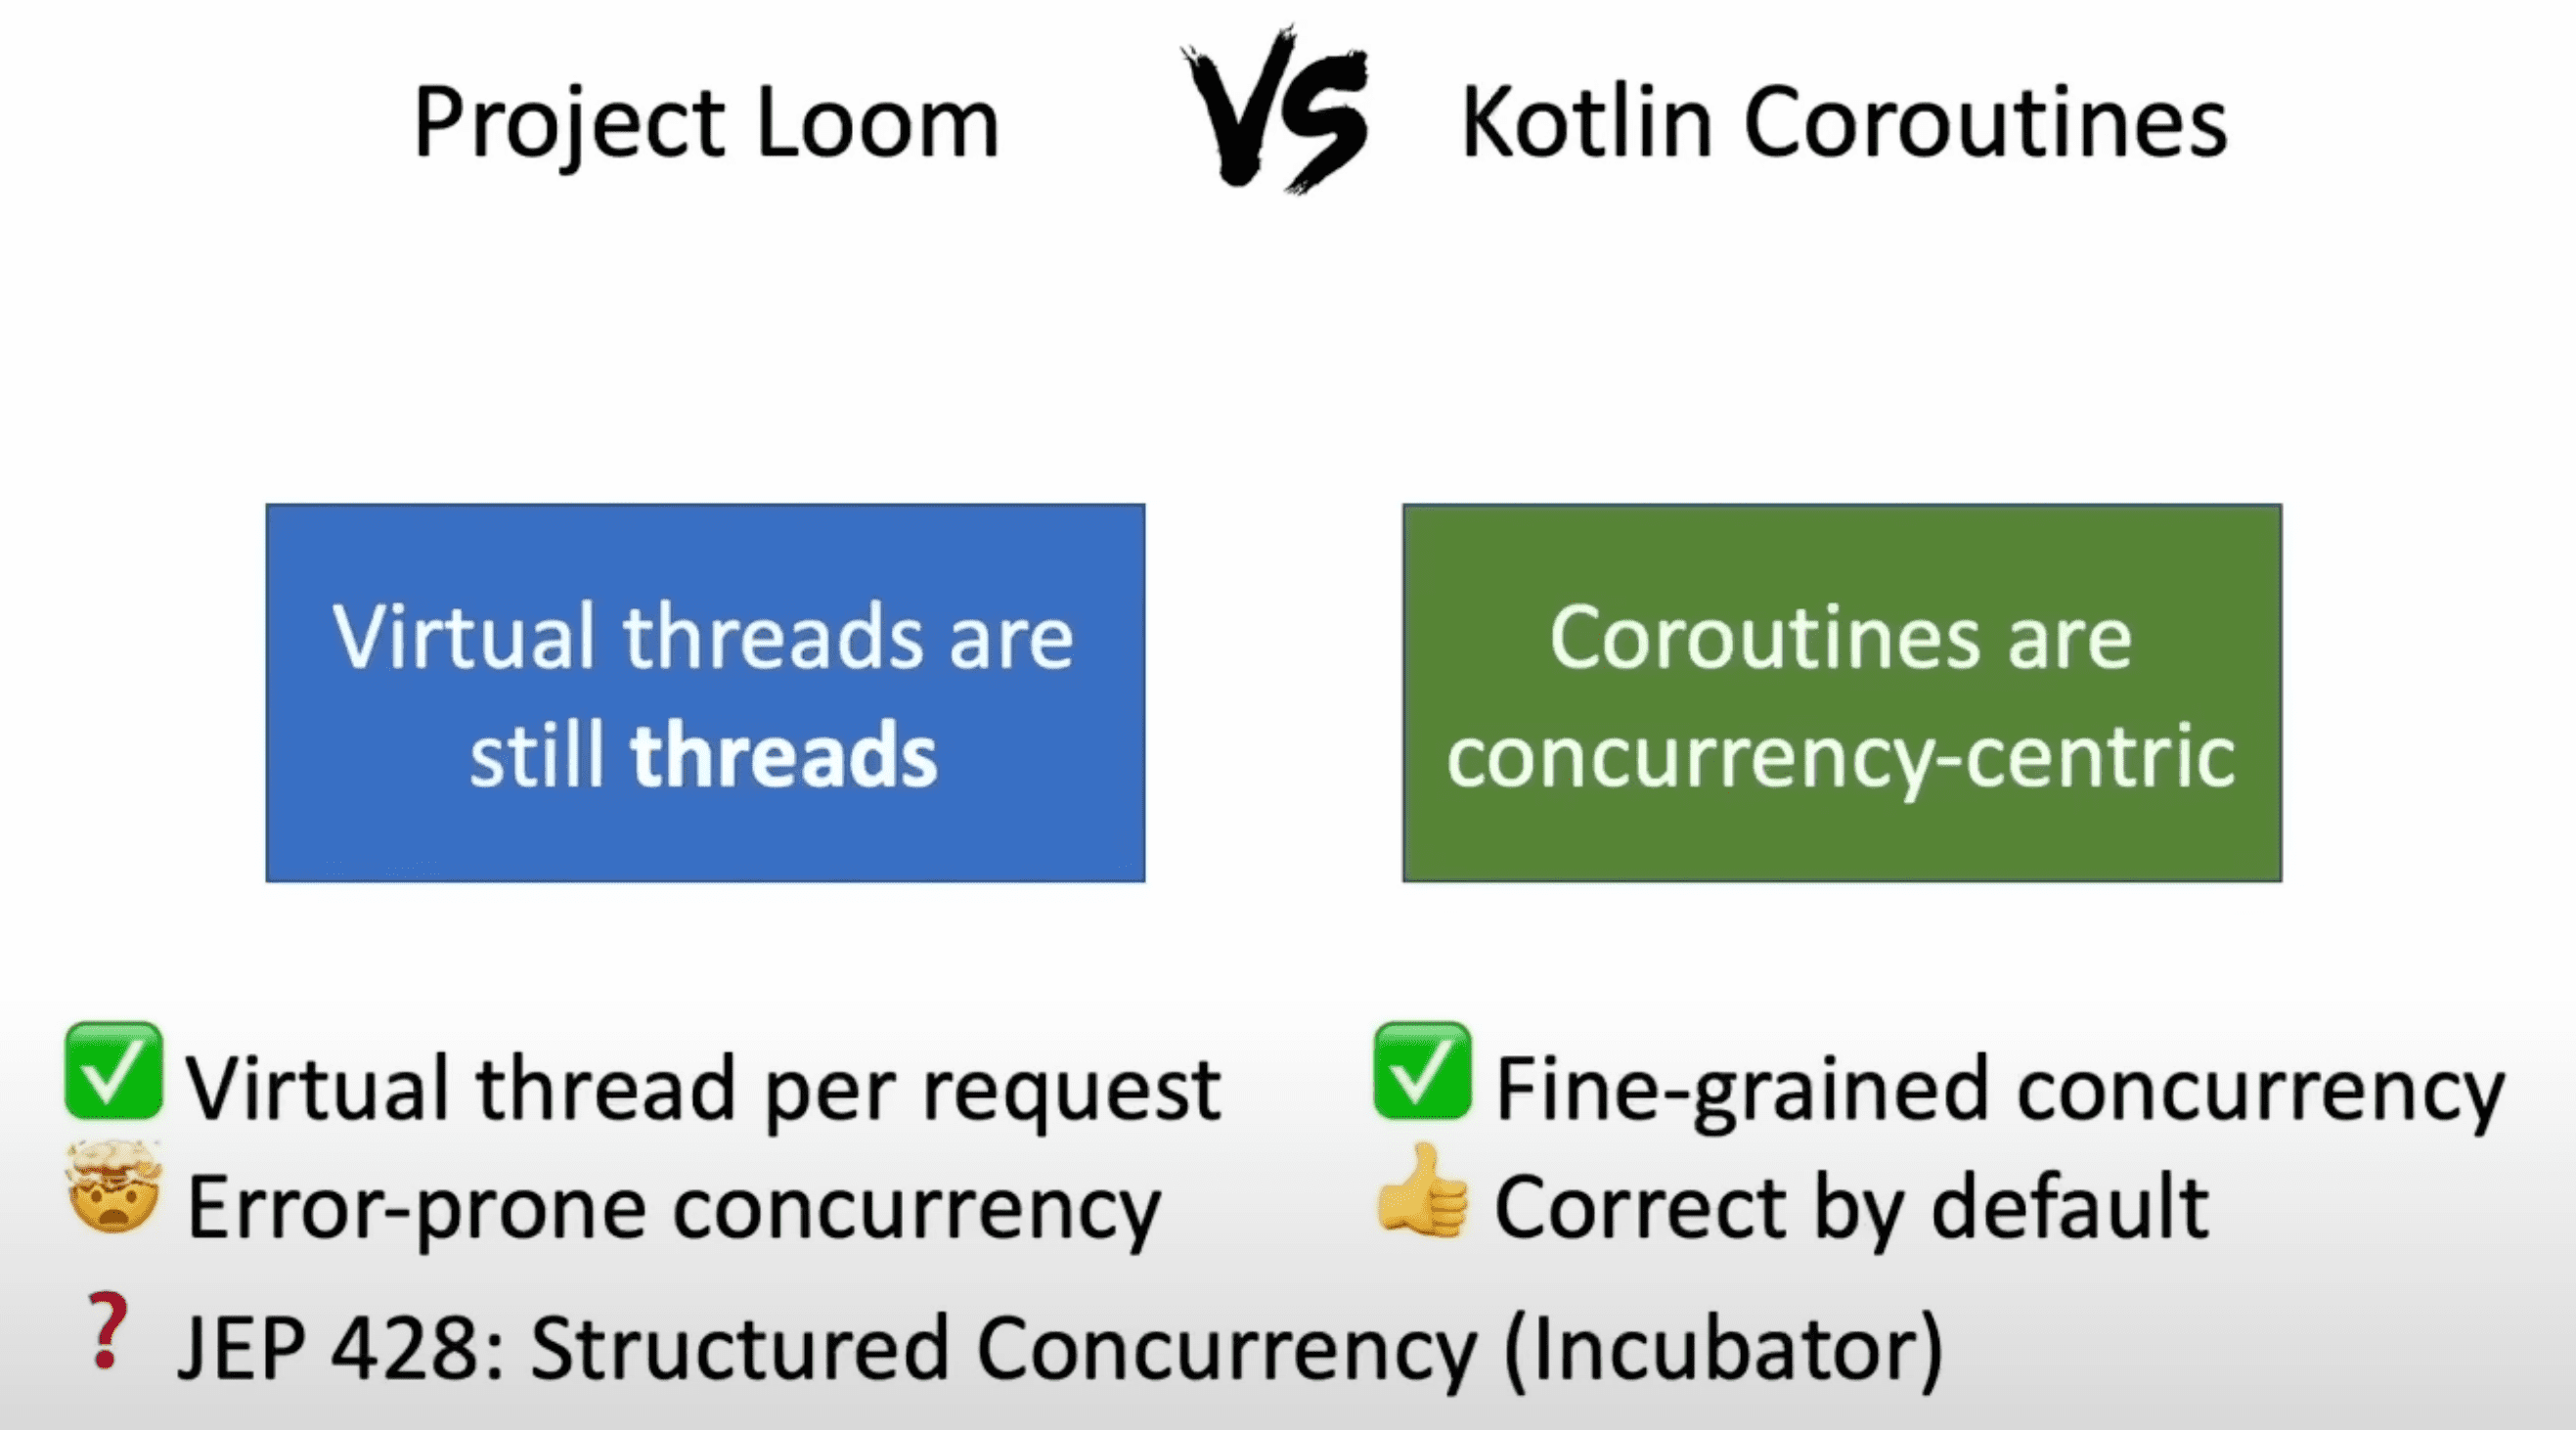 Project Loom
VS
Kotlin Coroutines
Virtual threads are
still threads
Coroutines are
concurrency-centric
✅ Virtual thread per request
🤯 Error-prone concurrency
❓ JEP 428: Structured Concurrency (Incubator)
✅ Fine-grained concurrency
👍 Correct by default